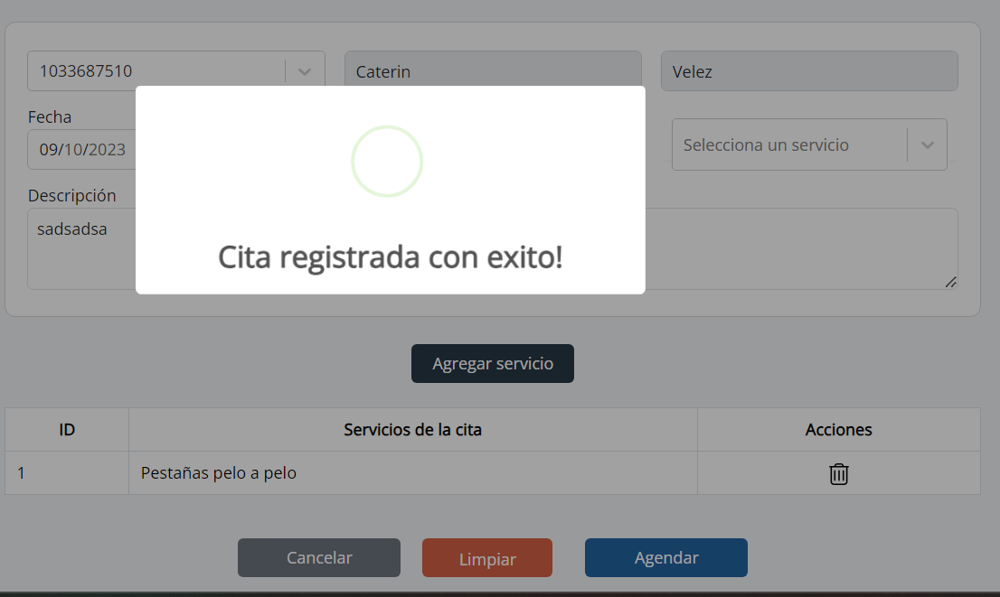 1033687510
Caterin
Velez
Fecha
09/10/2023
Selecciona un servicio
Descripción
sadsadsa
Cita registrada con exito!
Agregar servicio
ID Servicios de la cita Acciones
1 Pestañas pelo a pelo
Cancelar Limpiar Agendar